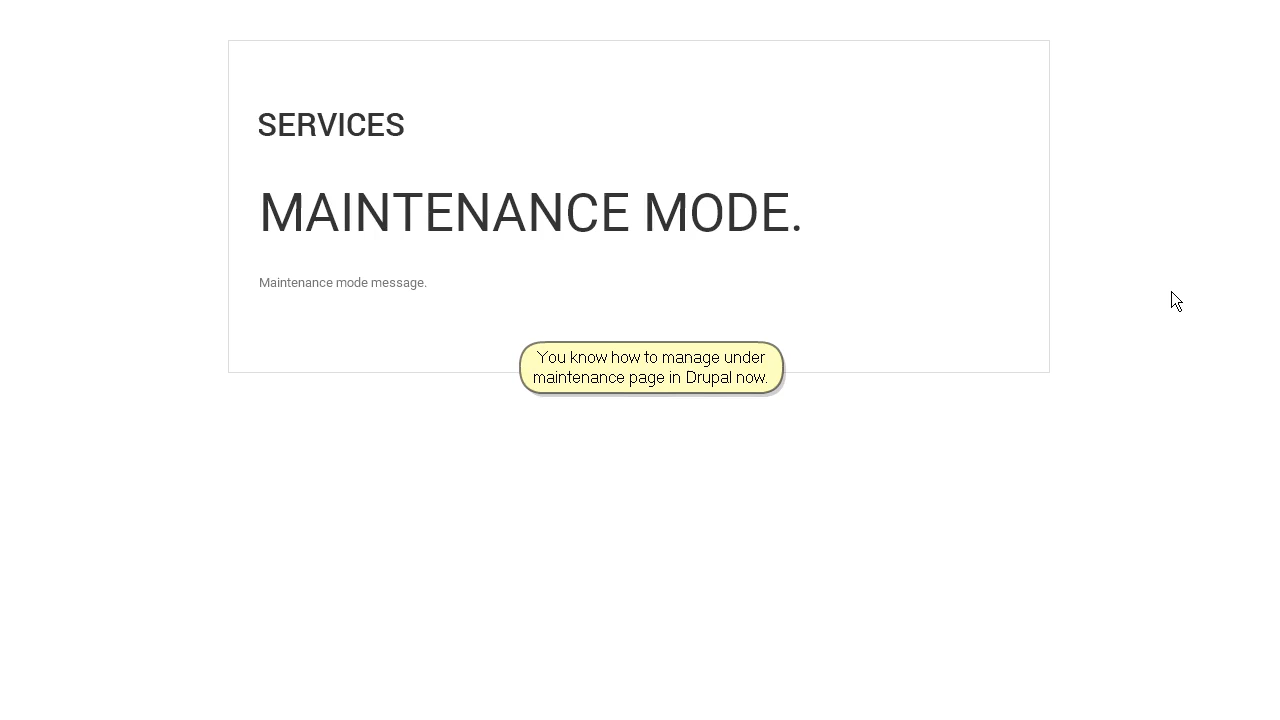 SERVICES
MAINTENANCE MODE.
Maintenance mode message.
You know how to manage under
maintenance page in Drupal now.